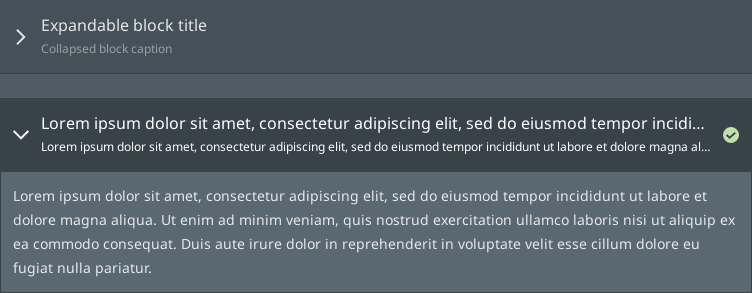 Expandable block title
Collapsed block caption
Lorem ipsum dolor sit amet, consectetur adipiscing elit, sed do eiusmod tempor incidi...
Lorem ipsum dolor sit amet, consectetur adipiscing elit, sed do eiusmod tempor incididunt ut labore et dolore magna al...
Lorem ipsum dolor sit amet, consectetur adipiscing elit, sed do eiusmod tempor incididunt ut labore et
dolore magna aliqua. Ut enim ad minim veniam, quis nostrud exercitation ullamco laboris nisi ut aliquip ex
ea commodo consequat. Duis aute irure dolor in reprehenderit in voluptate velit esse cillum dolore eu
fugiat nulla pariatur.